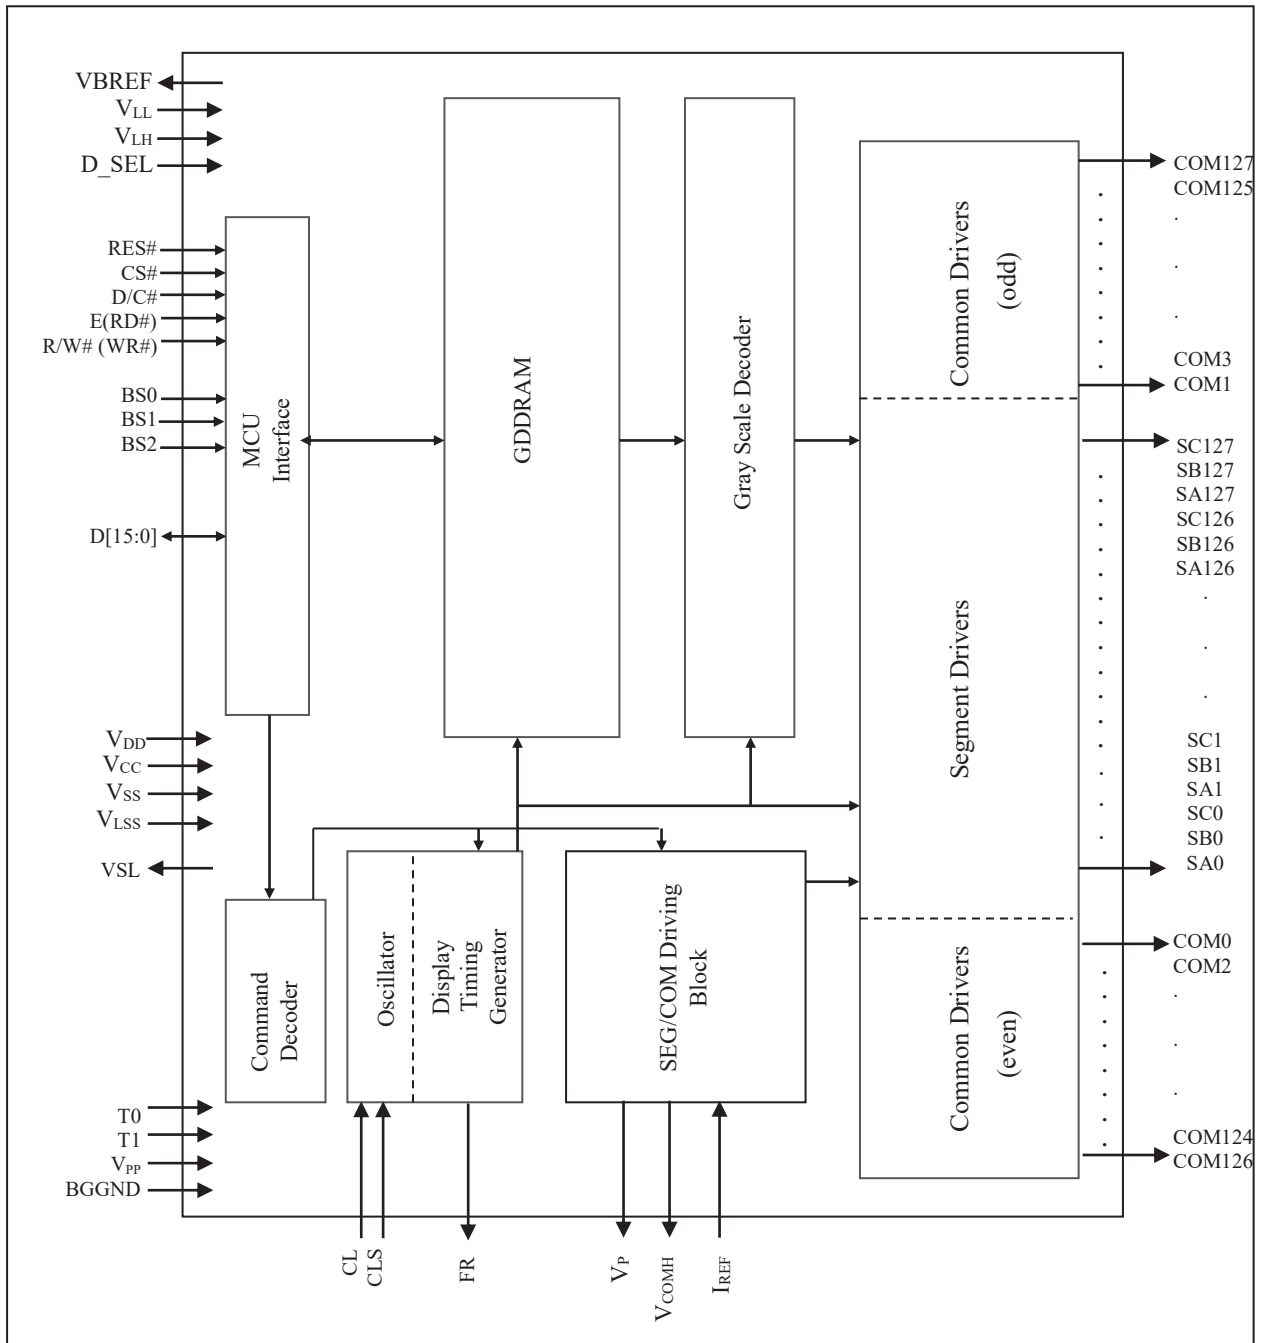 VBREF
VLL
VLH
D_SEL
RES#
CS#
D/C#
E(RD#)
R/W# (WR#)
BS0
BS1
BS2
D[15:0]
VDD
VCC
VSS
VLSS
VSL
T0
T1
VPP
BGGND
MCU
Interface
GDDRAM
Gray Scale Decoder
Common Drivers
(odd)
Segment Drivers
Common Drivers
(even)
Command
Decoder
Oscillator
Display
Timing
Generator
SEG/COM Driving
Block
CL
CLS
FR
VP
VCOMH
IREF
COM127
COM125
.
.
.
COM3
COM1
SC127
SB127
SA127
SC126
SB126
SA126
.
.
.
SC1
SB1
SA1
SC0
SB0
SA0
COM0
COM2
.
.
.
COM124
COM126